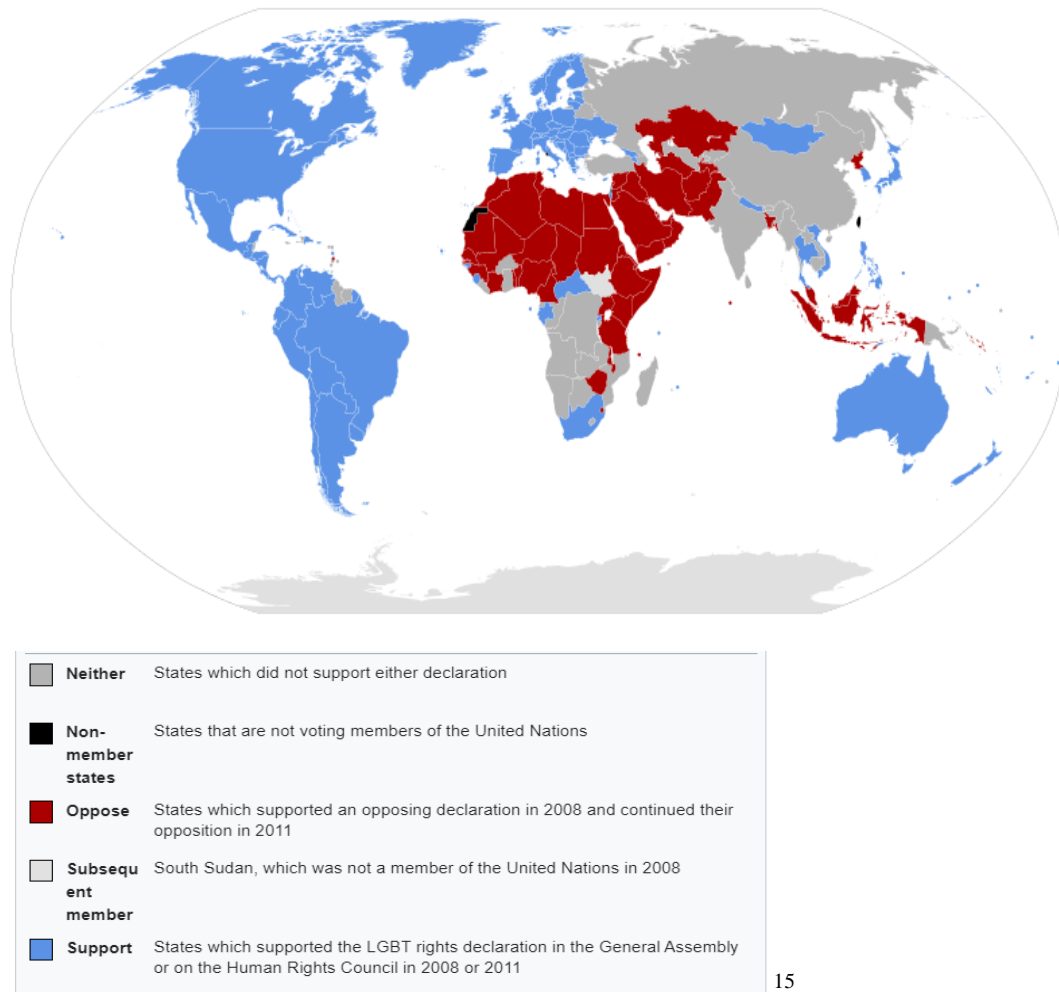 Neither States which did not support either declaration
Non-
member
states
States that are not voting members of the United Nations
Oppose States which supported an opposing declaration in 2008 and continued their
opposition in 2011
Subsequ
ent
member
South Sudan, which was not a member of the United Nations in 2008
Support States which supported the LGBT rights declaration in the General Assembly
or on the Human Rights Council in 2008 or 2011
15